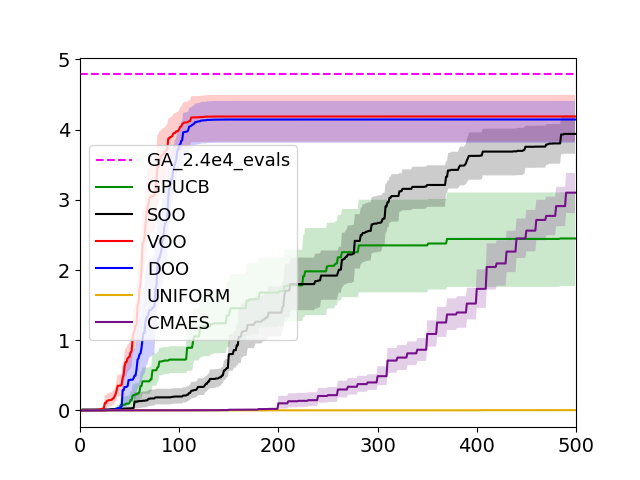 5
4
3
2
1
0
GA_2.4e4_evals
GPUCB
SOO
VOO
DOO
UNIFORM
CMAES
0 100 200 300 400 500